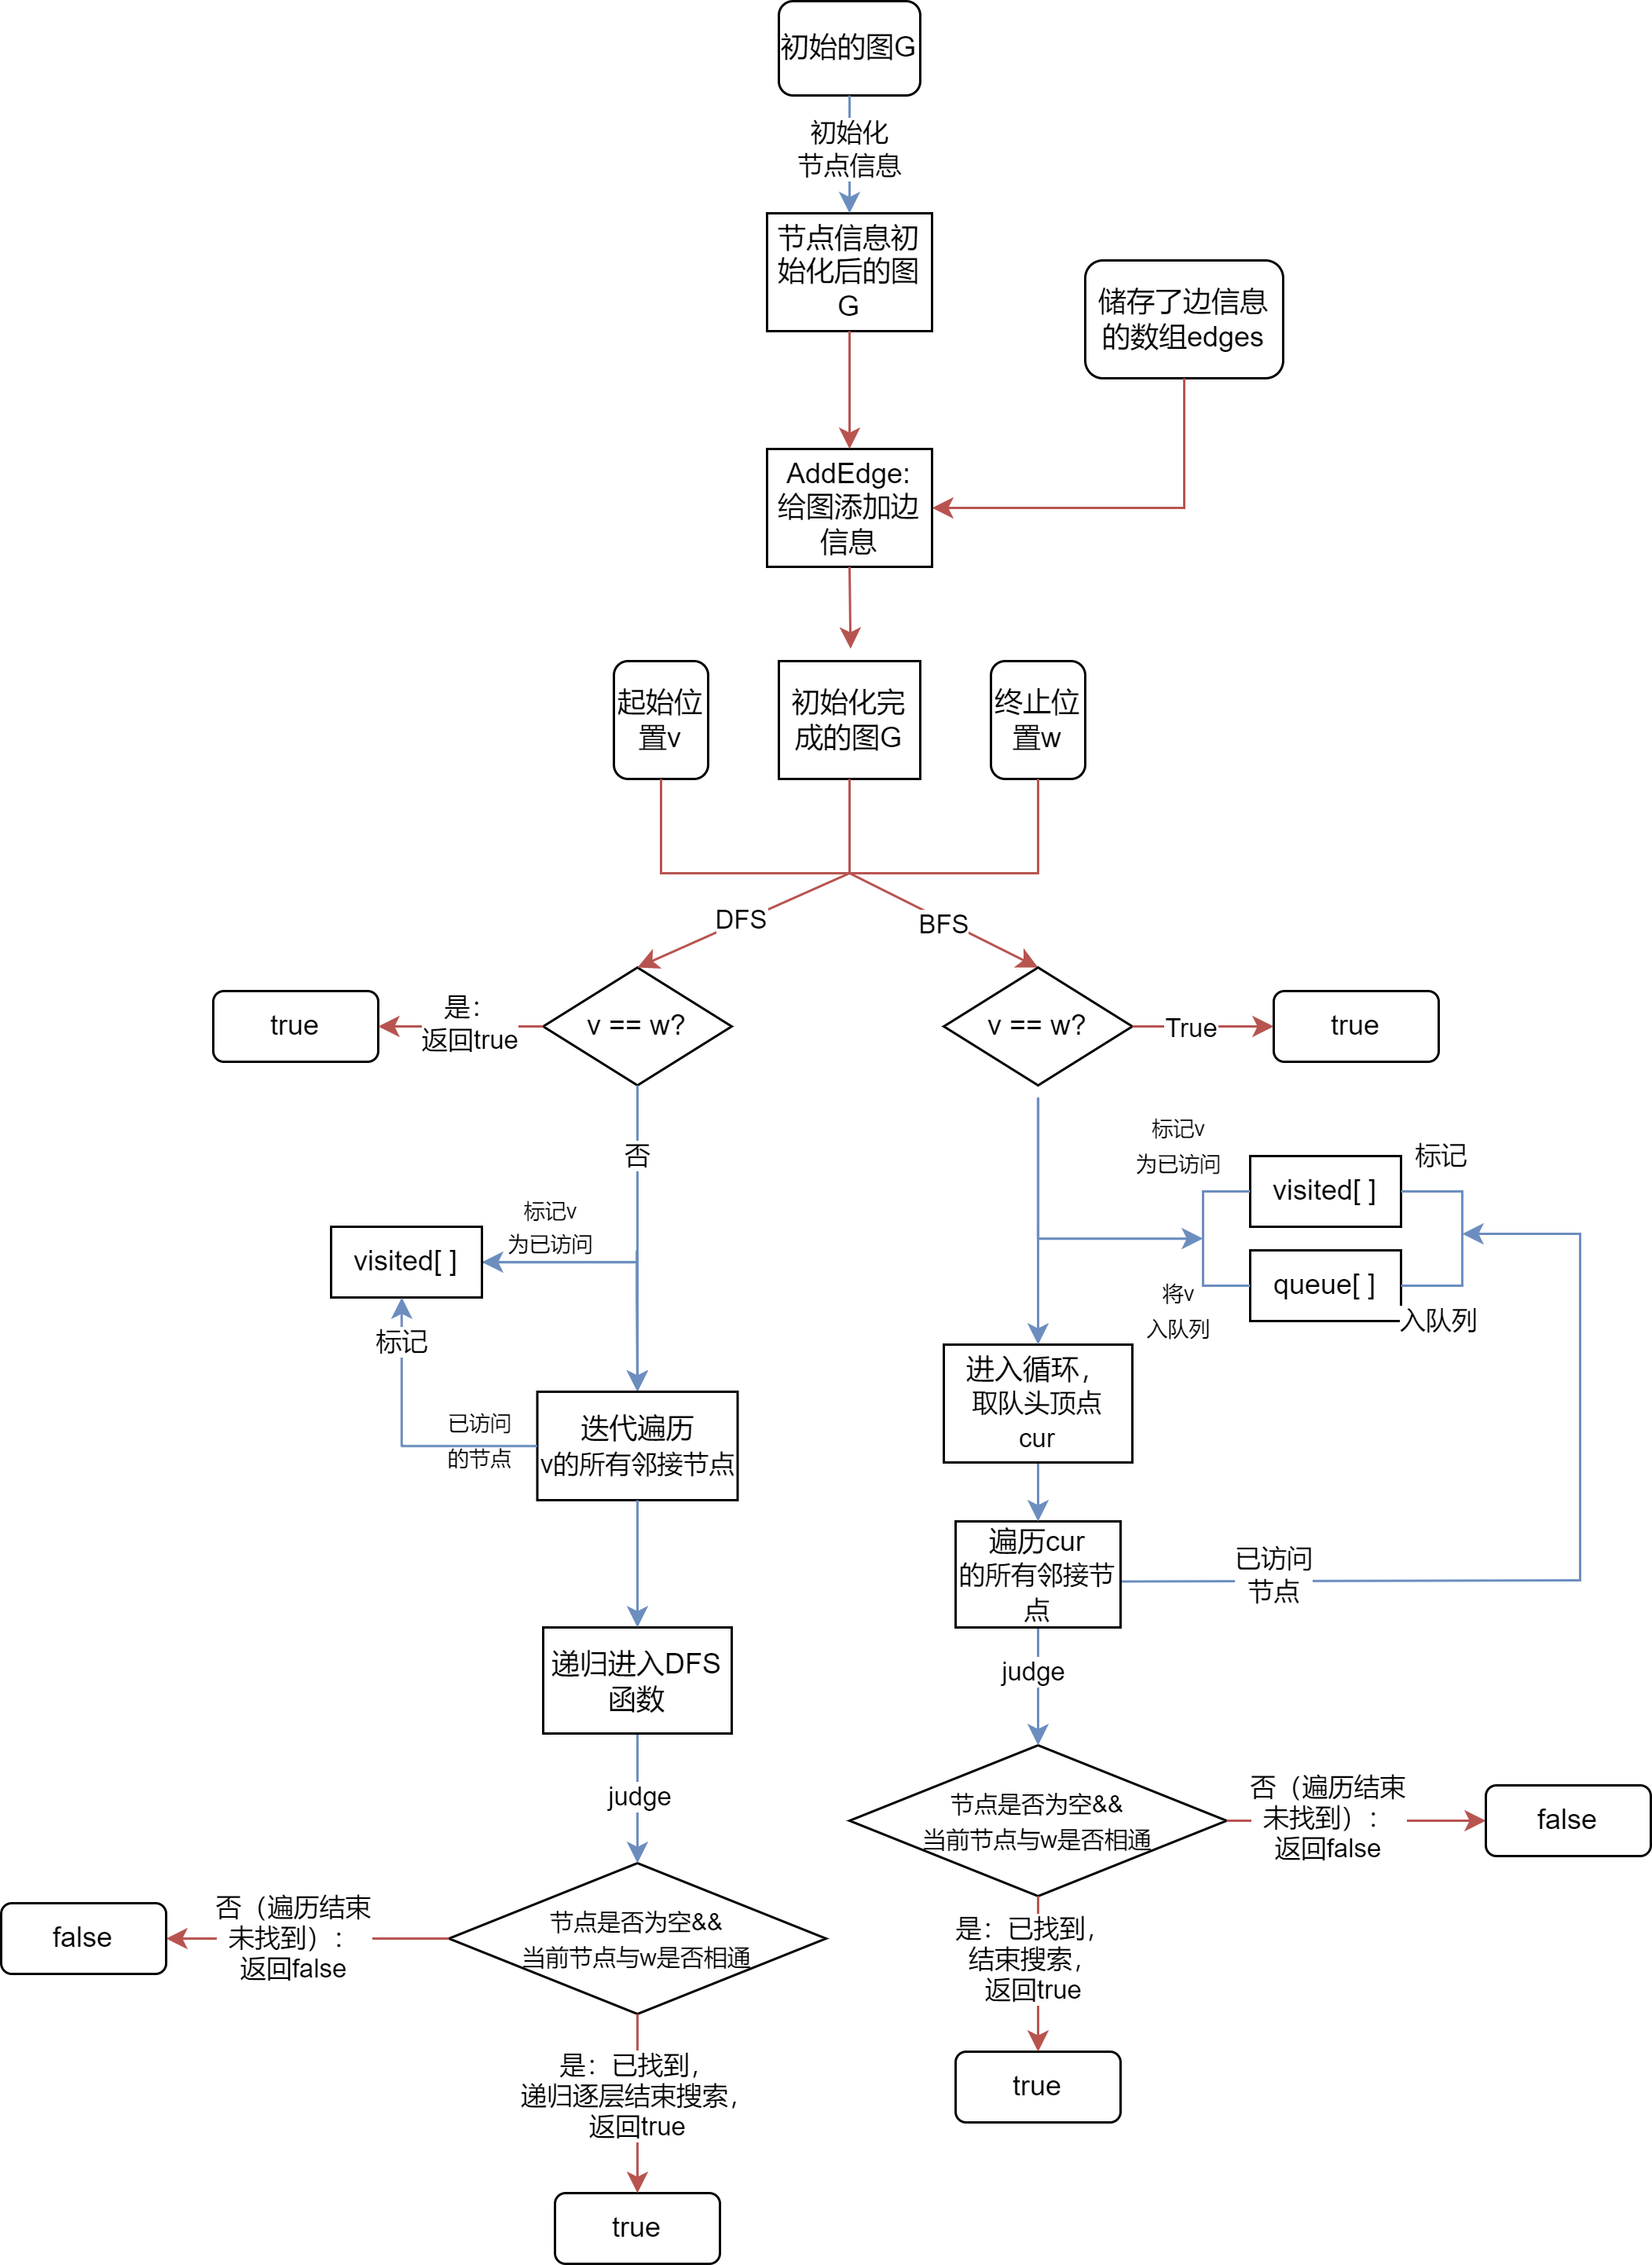 初始的图G
初始化
节点信息
节点信息初
始化后的图
G
储存了边信息
的数组edges
AddEdge:
给图添加边
信息
起始位
置v
初始化完
成的图G
终止位
置w
DFS
BFS
true
是：
返回true
v == w?
v == w?
True
true
否
标记v
为已访问
visited[ ]
标记
已访问
的节点
迭代遍历
v的所有邻接节点
递归进入DFS
函数
judge
节点是否为空&&
当前节点与w是否相通
否（遍历结束
未找到）：
返回false
false
是：已找到，
递归逐层结束搜索，
返回true
true
标记v
为已访问
visited[ ]
标记
queue[ ]
将v
入队列
入队列
进入循环，
取队头顶点
cur
遍历cur
的所有邻接节
点
已访问
节点
judge
节点是否为空&&
当前节点与w是否相通
否（遍历结束
未找到）：
返回false
false
是：已找到，
结束搜索，
返回true
true